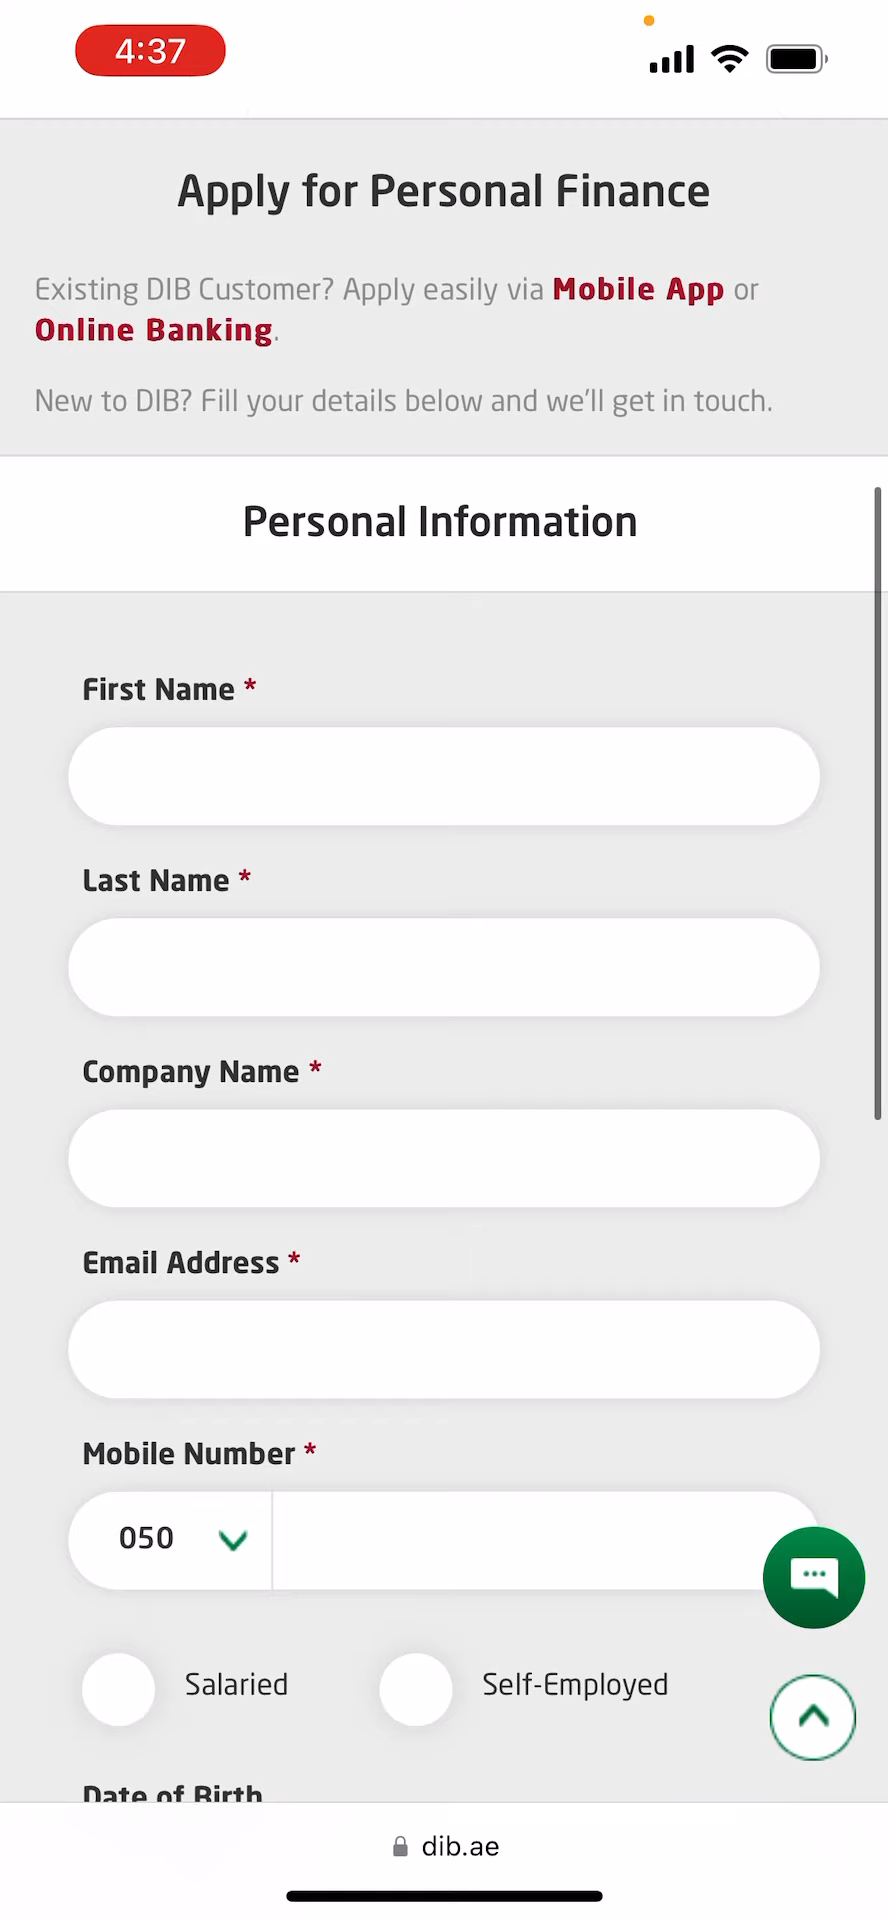 4:37
Apply for Personal Finance
Existing DIB Customer? Apply easily via Mobile App or
Online Banking.
New to DIB? Fill your details below and we'll get in touch.
Personal Information
First Name *
Last Name *
Company Name *
Email Address *
Mobile Number *
050
Salaried Self-Employed
Date of Birth
dib.ae